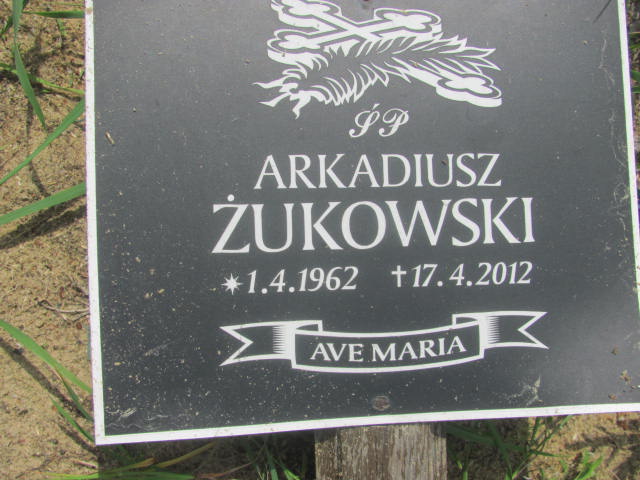 ŚP
ARKADIUSZ
ŻUKOWSKI
*1.4.1962 †17.4.2012
AVE MARIA